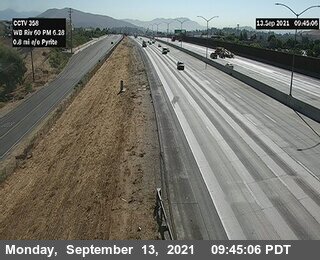 CCTV 358
WB Riv 60 PM 6.28
0.8 mi e/o Pyrite
13 Sep 2021
09:45:06
Monday, September 13, 2021 09:45:06 PDT